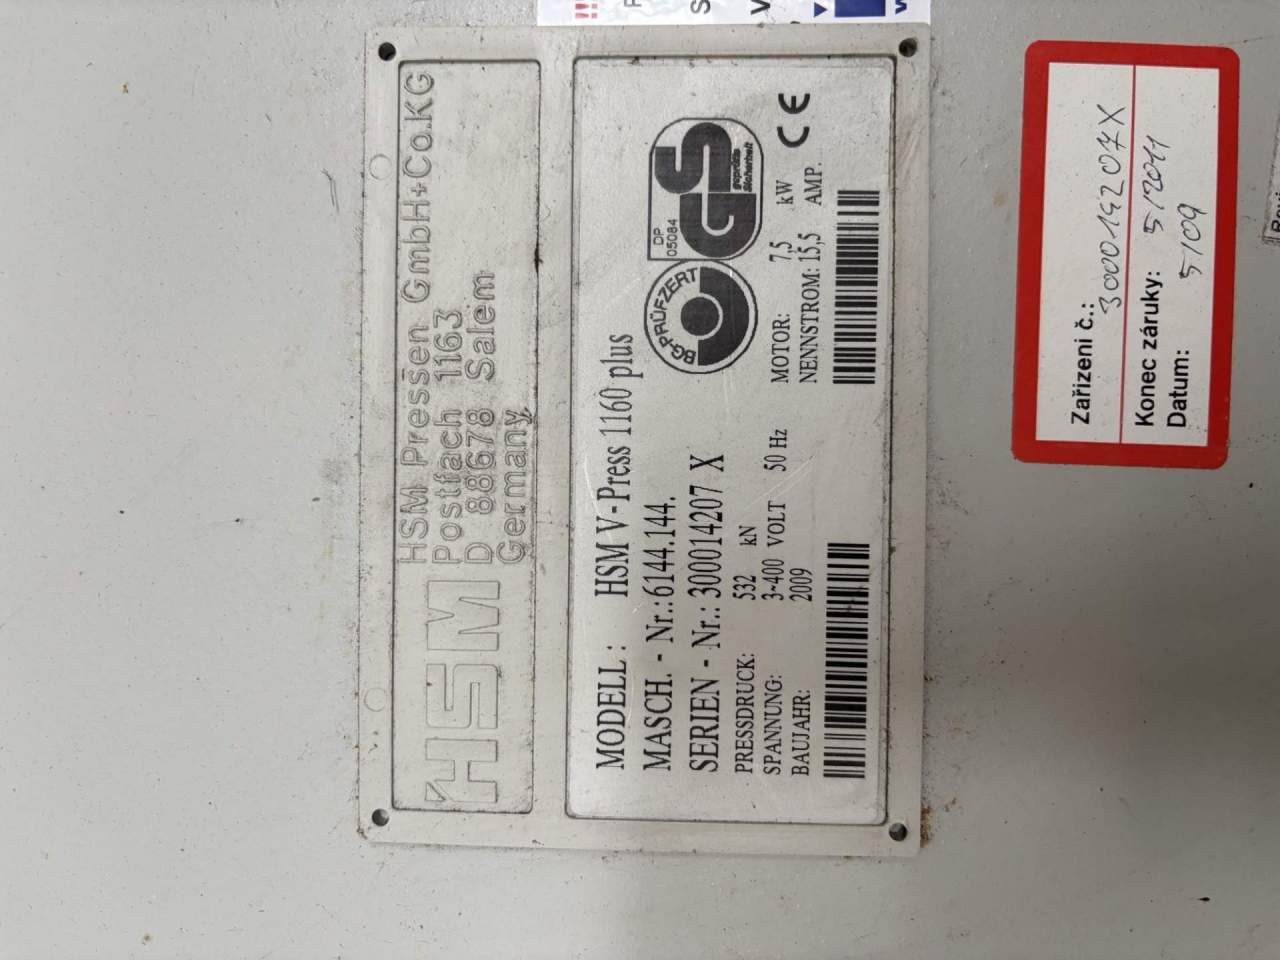 HSM
HSM Pressen GmbH+Co.KG
Postfach 1163
D 88678 Salem
Germany
MODELL : HSM V-Press 1160 plus
MASCH. - Nr.: 6144.144.
SERIEN - Nr.: 300014207 X
PRESSDRUCK: 532 kN
SPANNUNG: 3~400 VOLT 50 Hz
BAUJAHR: 2009
MOTOR: 7,5 kW
NENNSTROM: 15,5 AMP.
BG-PRÜFZERT
DP
05084
GS
geprüfte
Sicherheit
CE
Zařizeni č.:
300014207X
Konec záruky: 5/2011
Datum: 5/09